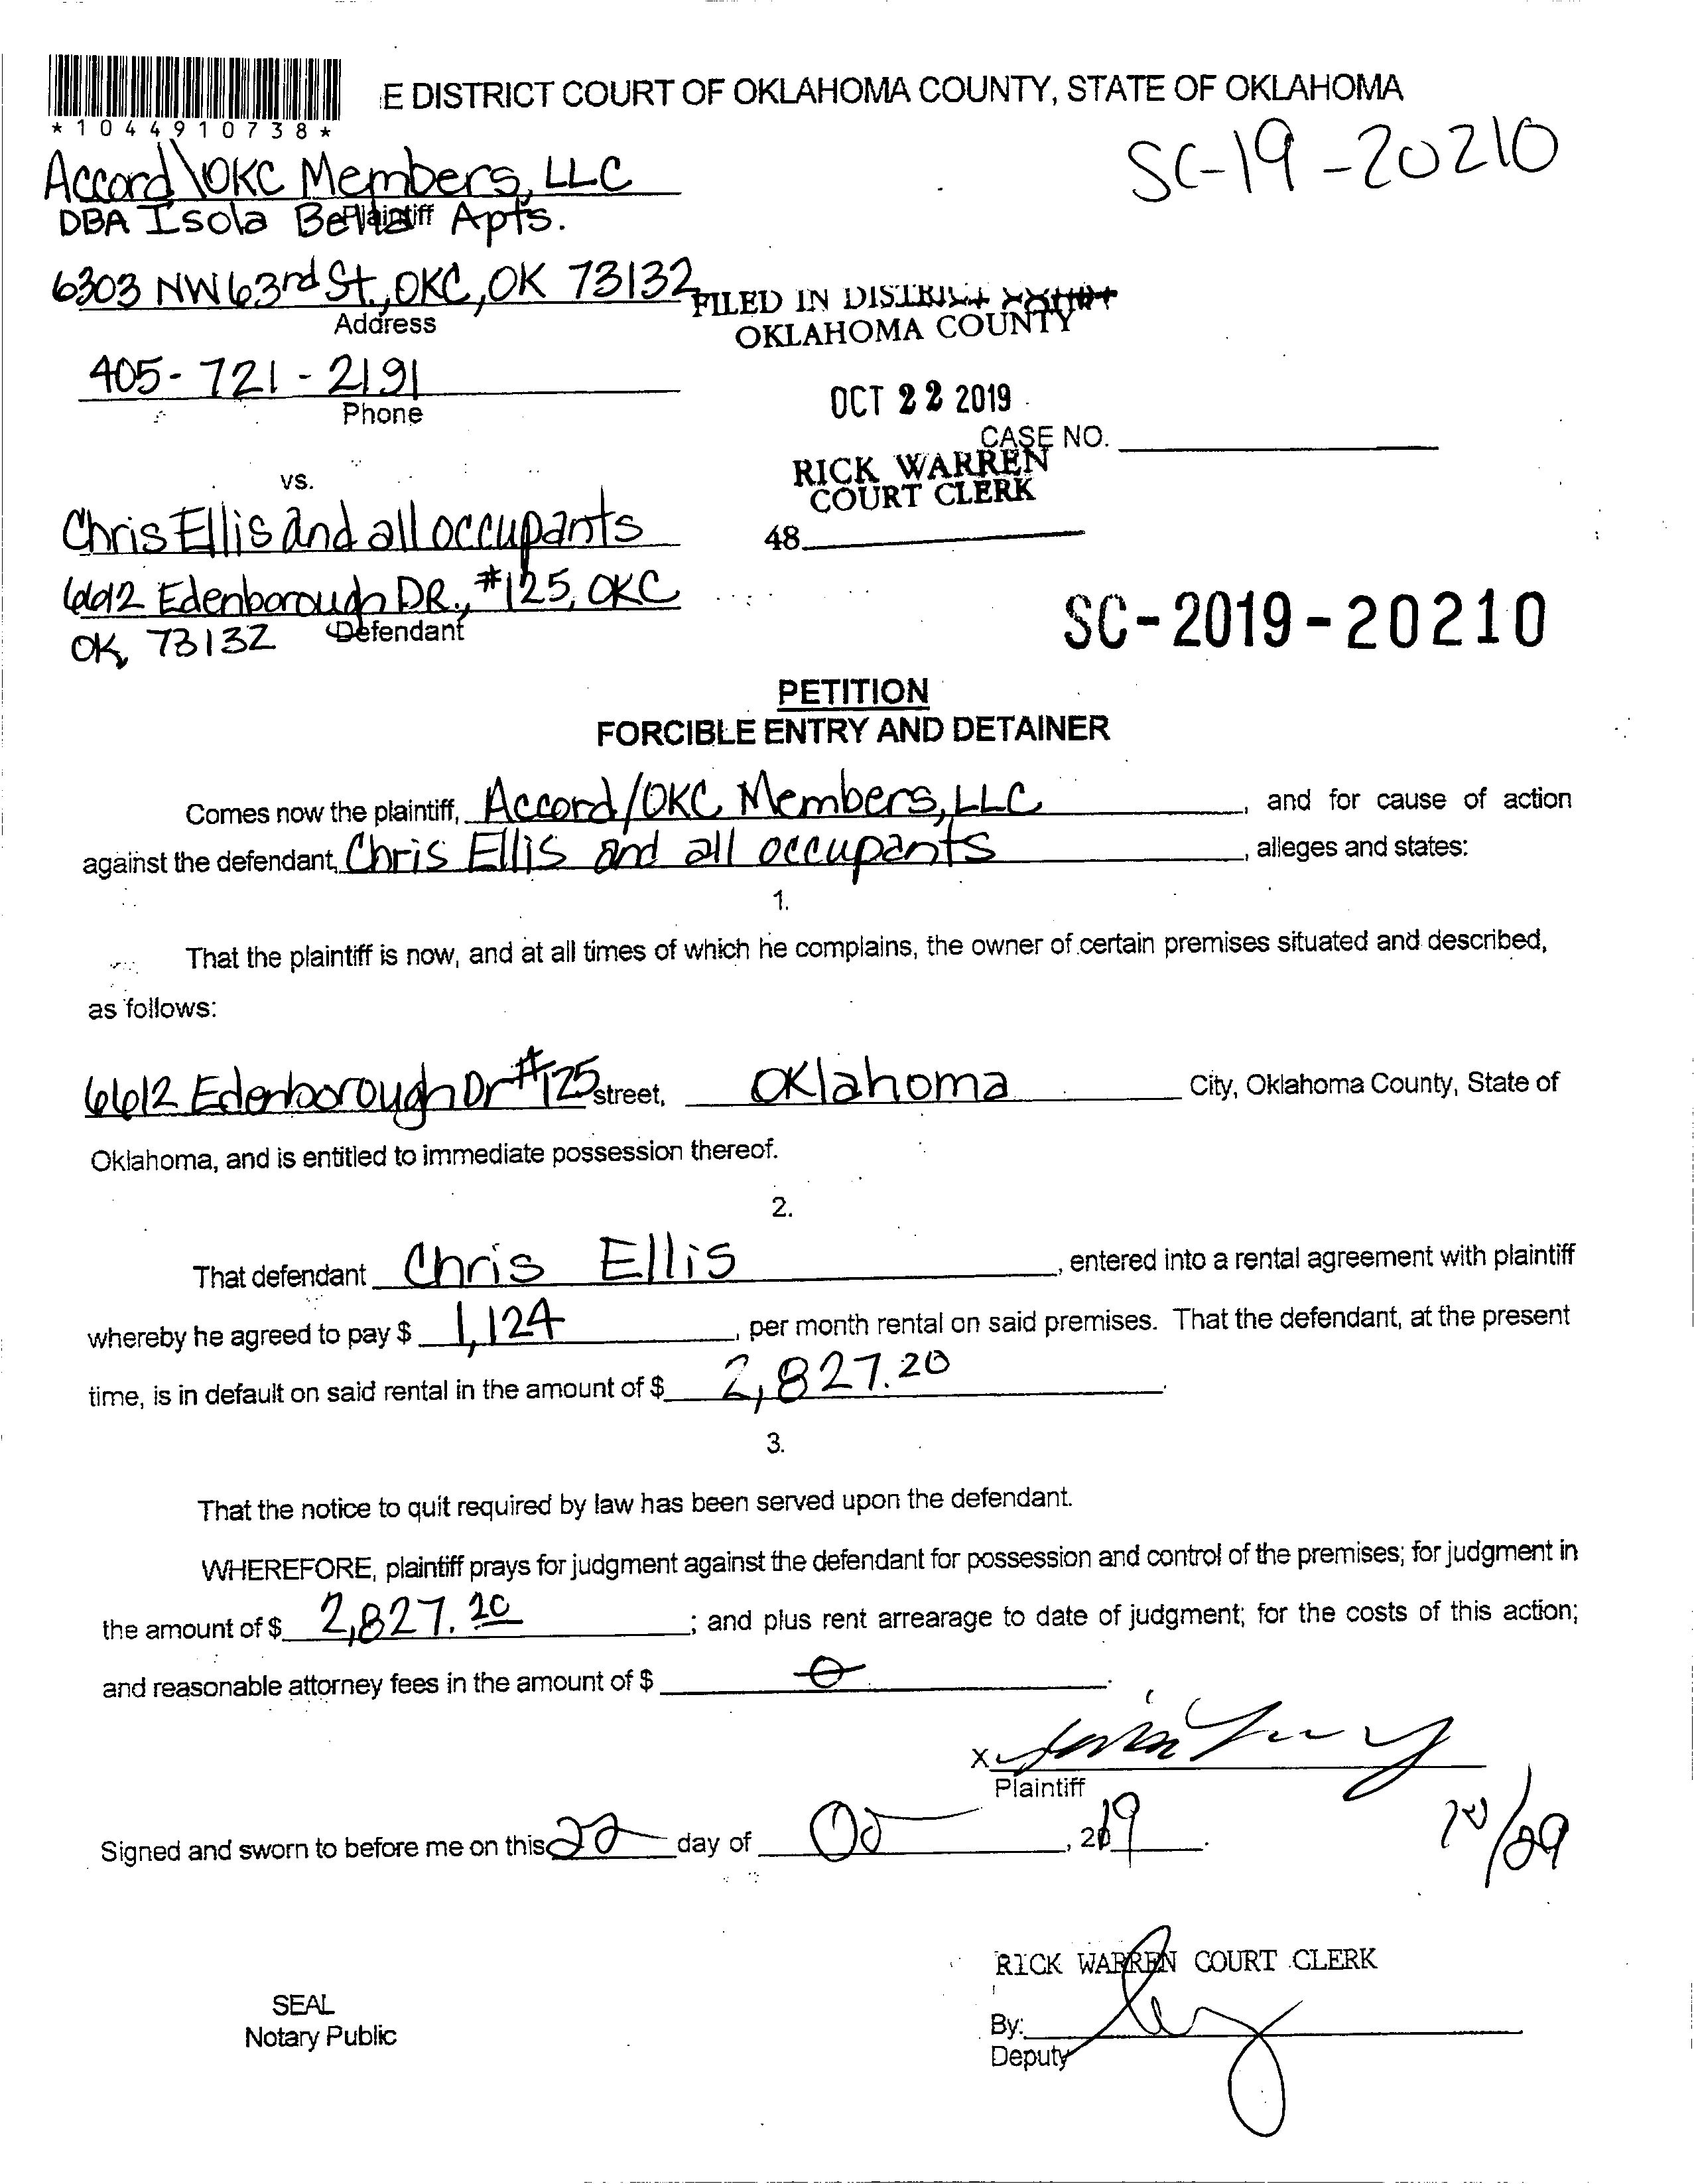 E DISTRICT COURT OF OKLAHOMA COUNTY, STATE OF OKLAHOMA
*1044910738*
SC-19-20210
Accord\OKC Members, LLC
Plaintiff
DBA Isola Bella Apts.
6303 NW 63rd St., OKC, OK 73132
Address
FILED IN DISTRICT COURT
OKLAHOMA COUNTY
405-721-2191
Phone
OCT 22 2019
CASE NO.
RICK WARREN
COURT CLERK
vs.
48
Chris Ellis and all occupants
6612 Edenborough DR., #125, OKC
OK, 73132 Defendant
SC-2019-20210
PETITION
FORCIBLE ENTRY AND DETAINER
Comes now the plaintiff, Accord/OKC Members, LLC, and for cause of action
against the defendant, Chris Ellis and all occupants, alleges and states:
1.
That the plaintiff is now, and at all times of which he complains, the owner of certain premises situated and described,
as follows:
6612 Edenborough Dr #125 street, Oklahoma City, Oklahoma County, State of
Oklahoma, and is entitled to immediate possession thereof.
2.
That defendant Chris Ellis, entered into a rental agreement with plaintiff
whereby he agreed to pay $ 1,124, per month rental on said premises. That the defendant, at the present
time, is in default on said rental in the amount of $ 2,827.20.
3.
That the notice to quit required by law has been served upon the defendant.
WHEREFORE, plaintiff prays for judgment against the defendant for possession and control of the premises; for judgment in
the amount of $ 2,827.20; and plus rent arrearage to date of judgment; for the costs of this action;
and reasonable attorney fees in the amount of $ 0.
X
Plaintiff
Signed and sworn to before me on this 22 day of Oct, 2019.
10/29
RICK WARREN COURT CLERK
SEAL
Notary Public
By:
Deputy